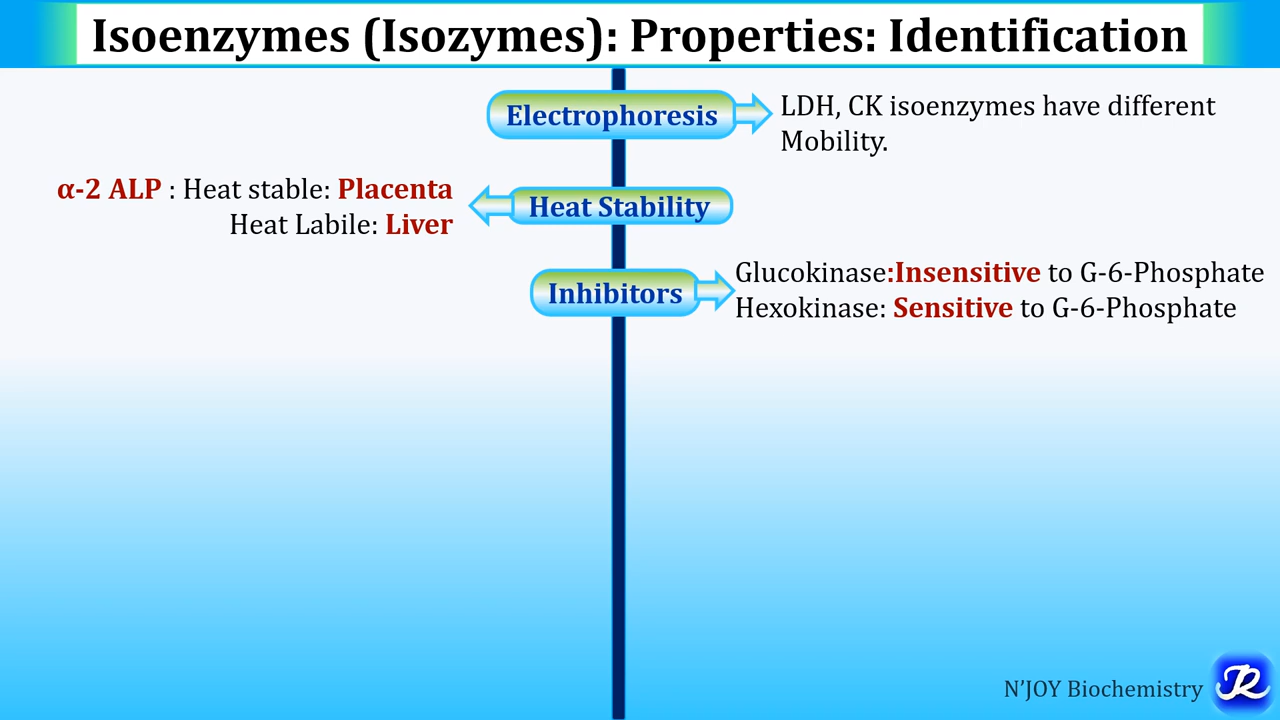 Isoenzymes (Isozymes): Properties: Identification
Electrophoresis
LDH, CK isoenzymes have different
Mobility.
α-2 ALP : Heat stable: Placenta
Heat Labile: Liver
Heat Stability
Inhibitors
Glucokinase:Insensitive to G-6-Phosphate
Hexokinase: Sensitive to G-6-Phosphate
N’JOY Biochemistry
JR